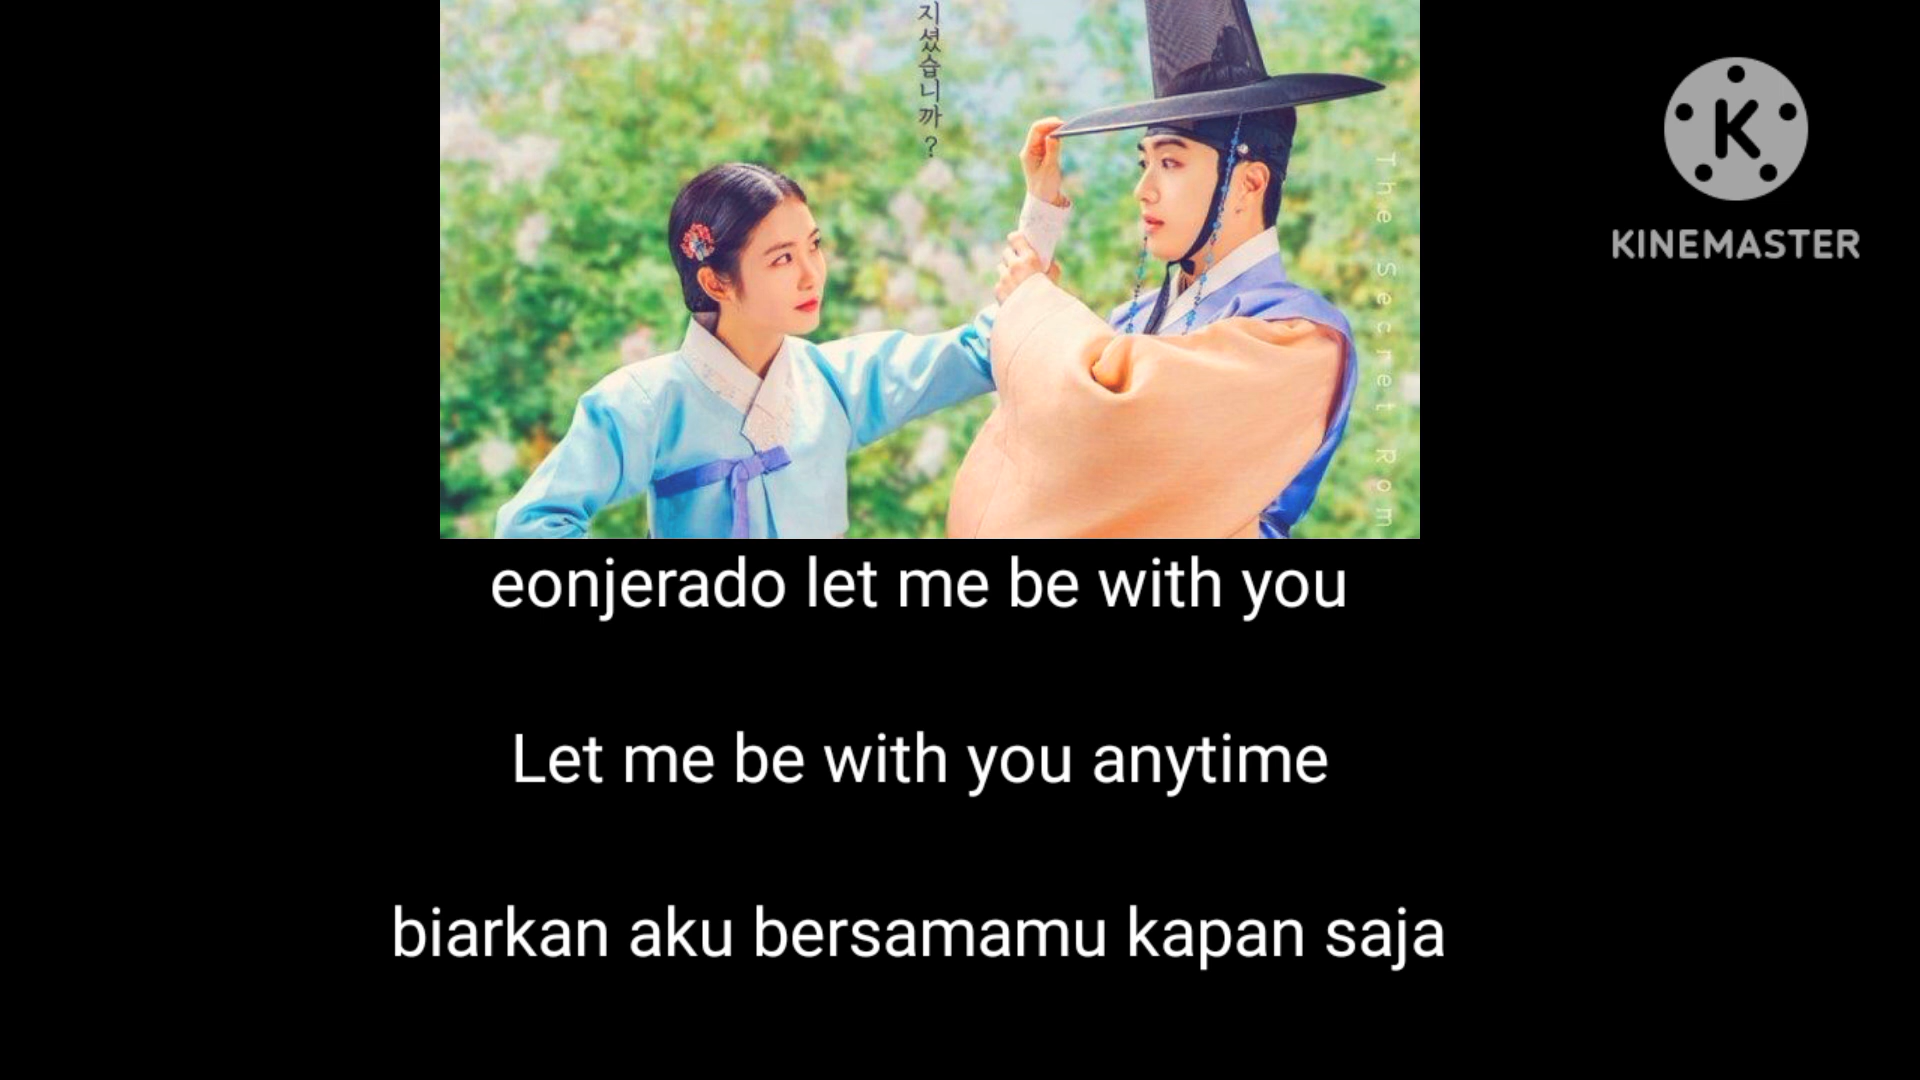 지셨습니까?
The Secret Rom
K
KINEMASTER
eonjerado let me be with you
Let me be with you anytime
biarkan aku bersamamu kapan saja